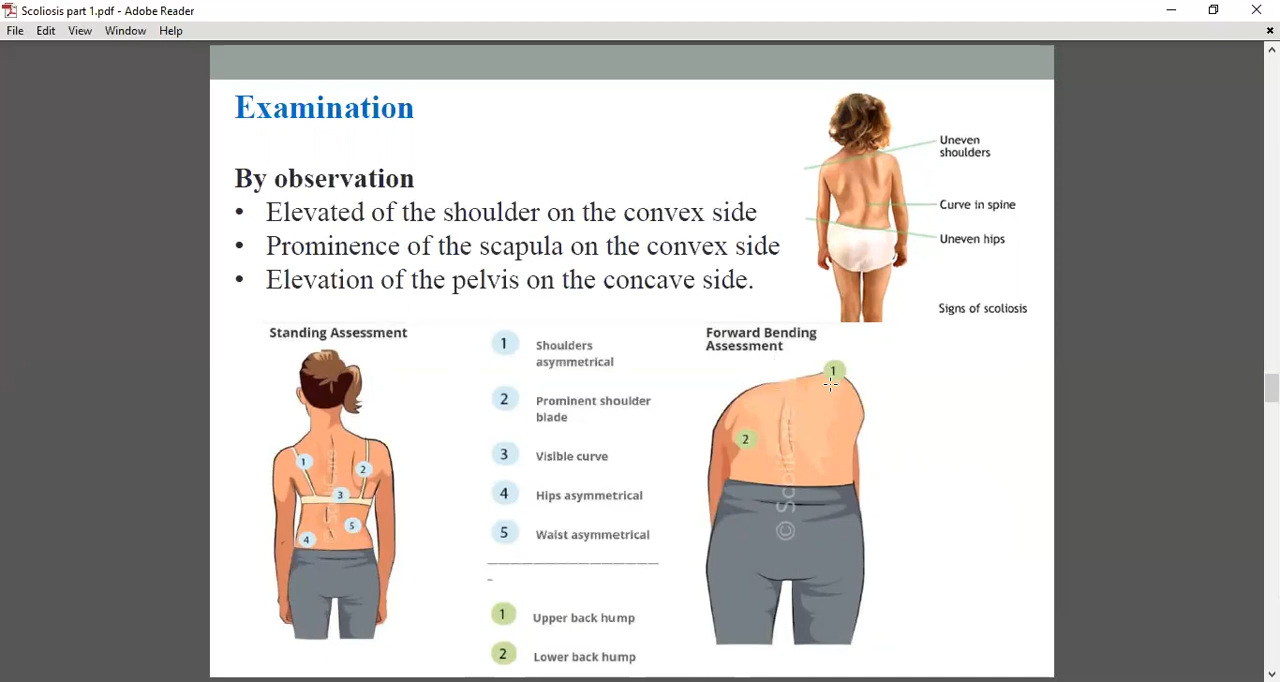 Scoliosis part 1.pdf - Adobe Reader
File Edit View Window Help
Examination
By observation
• Elevated of the shoulder on the convex side
• Prominence of the scapula on the convex side
• Elevation of the pelvis on the concave side.
Uneven
shoulders
Curve in spine
Uneven hips
Signs of scoliosis
Standing Assessment
1
2
3
4
5
1 Shoulders
asymmetrical
2 Prominent shoulder
blade
3 Visible curve
4 Hips asymmetrical
5 Waist asymmetrical
1 Upper back hump
2 Lower back hump
Forward Bending
Assessment
1
2